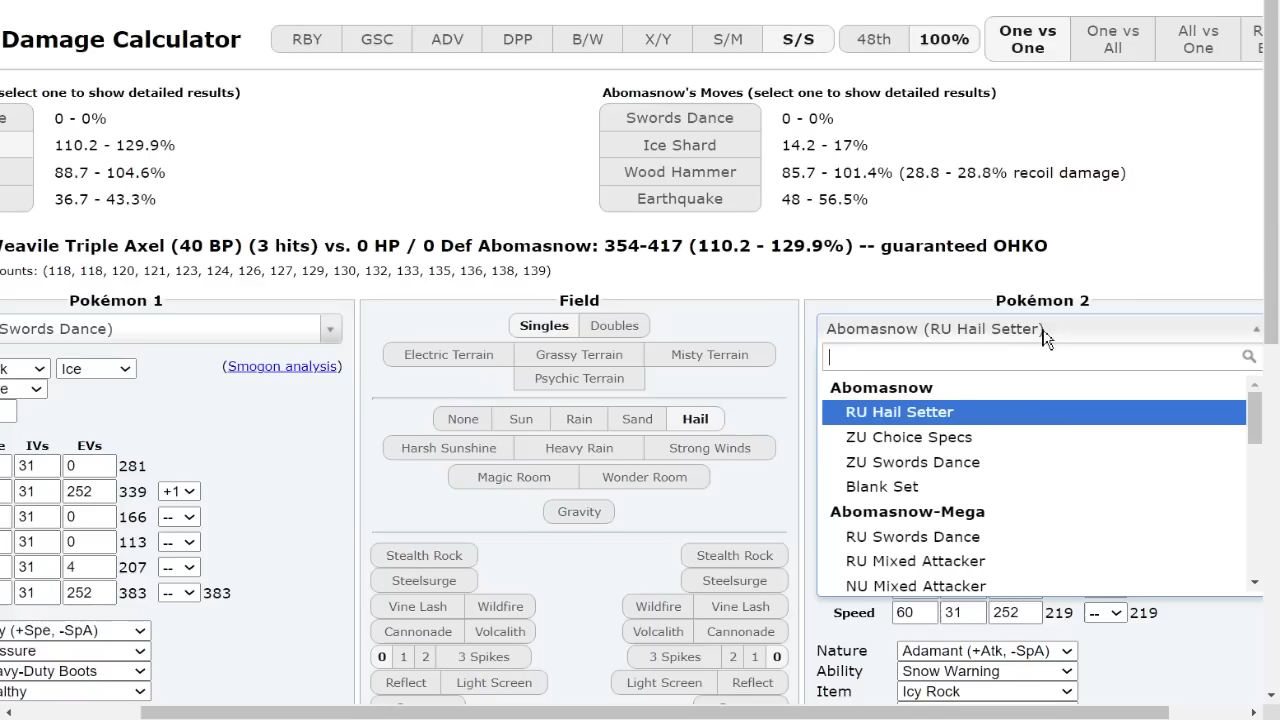 Damage Calculator RBY GSC ADV DPP B/W X/Y S/M S/S 48th 100% One vs One One vs All All vs One
select one to show detailed results) Abomasnow's Moves (select one to show detailed results)
e 0 - 0% Swords Dance 0 - 0%
110.2 - 129.9% Ice Shard 14.2 - 17%
88.7 - 104.6% Wood Hammer 85.7 - 101.4% (28.8 - 28.8% recoil damage)
36.7 - 43.3% Earthquake 48 - 56.5%
Weavile Triple Axel (40 BP) (3 hits) vs. 0 HP / 0 Def Abomasnow: 354-417 (110.2 - 129.9%) -- guaranteed OHKO
ounts: (118, 118, 120, 121, 123, 124, 126, 127, 129, 130, 132, 133, 135, 136, 138, 139)
Pokémon 1 Field Pokémon 2
Swords Dance) Singles Doubles Abomasnow (RU Hail Setter)
Electric Terrain Grassy Terrain Misty Terrain
k Ice (Smogon analysis) Psychic Terrain
e
Abomasnow
None Sun Rain Sand Hail RU Hail Setter
IVs EVs Harsh Sunshine Heavy Rain Strong Winds ZU Choice Specs
31 0 281 ZU Swords Dance
31 252 339 +1 Magic Room Wonder Room Blank Set
31 0 166 -- Gravity Abomasnow-Mega
31 0 113 -- RU Swords Dance
31 4 207 -- Stealth Rock Stealth Rock RU Mixed Attacker
31 252 383 -- 383 Steelsurge Steelsurge NU Mixed Attacker
Vine Lash Wildfire Wildfire Vine Lash Speed 60 31 252 219 -- 219
y (+Spe, -SpA) Cannonade Volcalith Volcalith Cannonade
ssure 0 1 2 3 Spikes 3 Spikes 2 1 0 Nature Adamant (+Atk, -SpA)
avy-Duty Boots Reflect Light Screen Light Screen Reflect Ability Snow Warning
althy Item Icy Rock